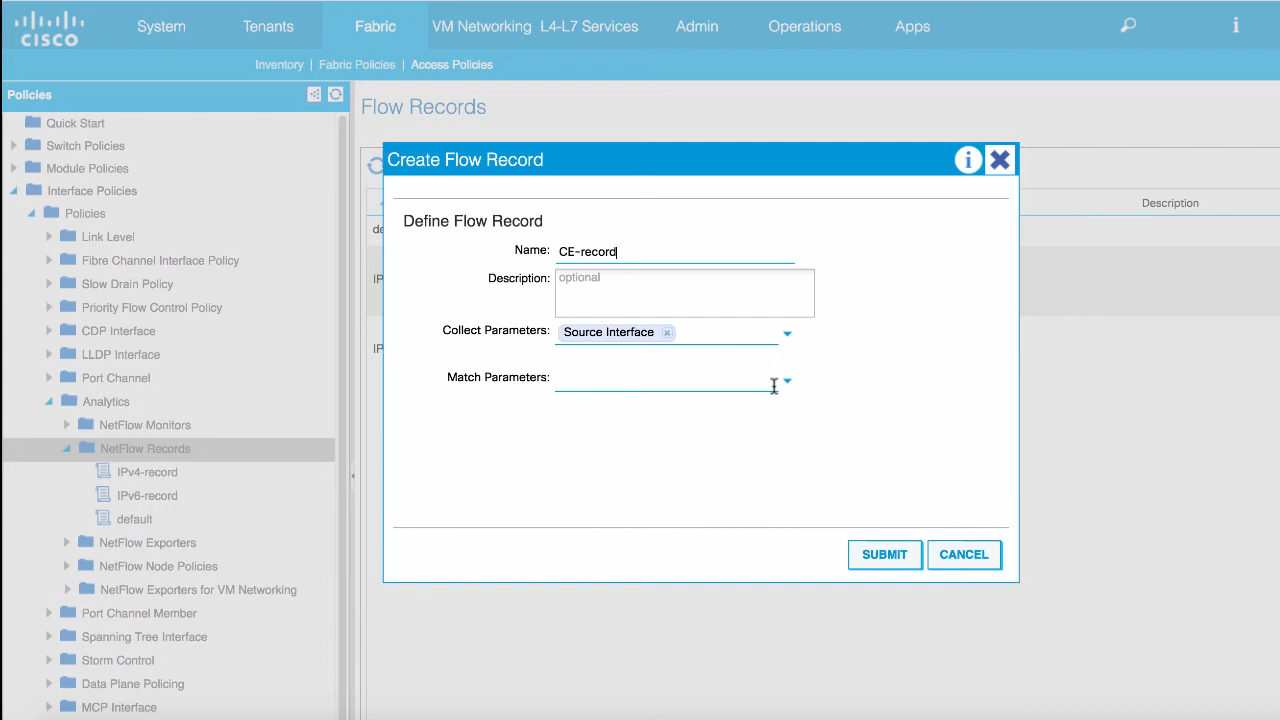 CISCO
System Tenants Fabric VM Networking L4-L7 Services Admin Operations Apps
Inventory | Fabric Policies | Access Policies
Policies
Quick Start
Switch Policies
Module Policies
Interface Policies
Policies
Link Level
Fibre Channel Interface Policy
Slow Drain Policy
Priority Flow Control Policy
CDP Interface
LLDP Interface
Port Channel
Analytics
NetFlow Monitors
NetFlow Records
IPv4-record
IPv6-record
default
NetFlow Exporters
NetFlow Node Policies
NetFlow Exporters for VM Networking
Port Channel Member
Spanning Tree Interface
Storm Control
Data Plane Policing
MCP Interface
Flow Records
Description
de
IP
IP
Create Flow Record
Define Flow Record
Name: CE-record
Description: optional
Collect Parameters: Source Interface
Match Parameters:
SUBMIT CANCEL